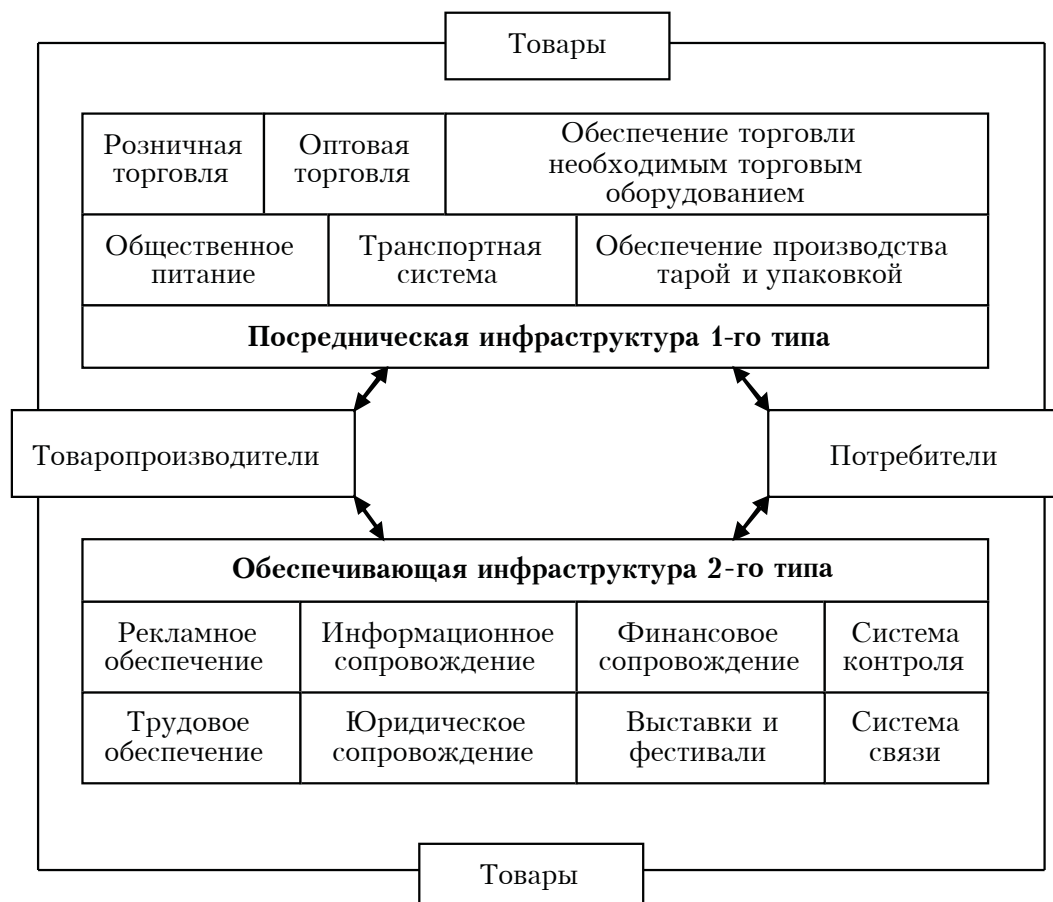 Товары
Розничная
торговля
Оптовая
торговля
Обеспечение торговли
необходимым торговым
оборудованием
Общественное
питание
Транспортная
система
Обеспечение производства
тарой и упаковкой
Посредническая инфраструктура 1-го типа
Товаропроизводители
Потребители
Обеспечивающая инфраструктура 2-го типа
Рекламное
обеспечение
Информационное
сопровождение
Финансовое
сопровождение
Система
контроля
Трудовое
обеспечение
Юридическое
сопровождение
Выставки и
фестивали
Система
связи
Товары